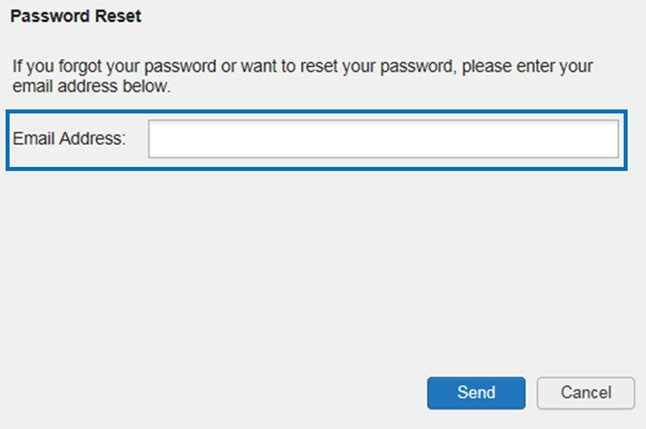 Password Reset
If you forgot your password or want to reset your password, please enter your
email address below.
Email Address:
Send Cancel